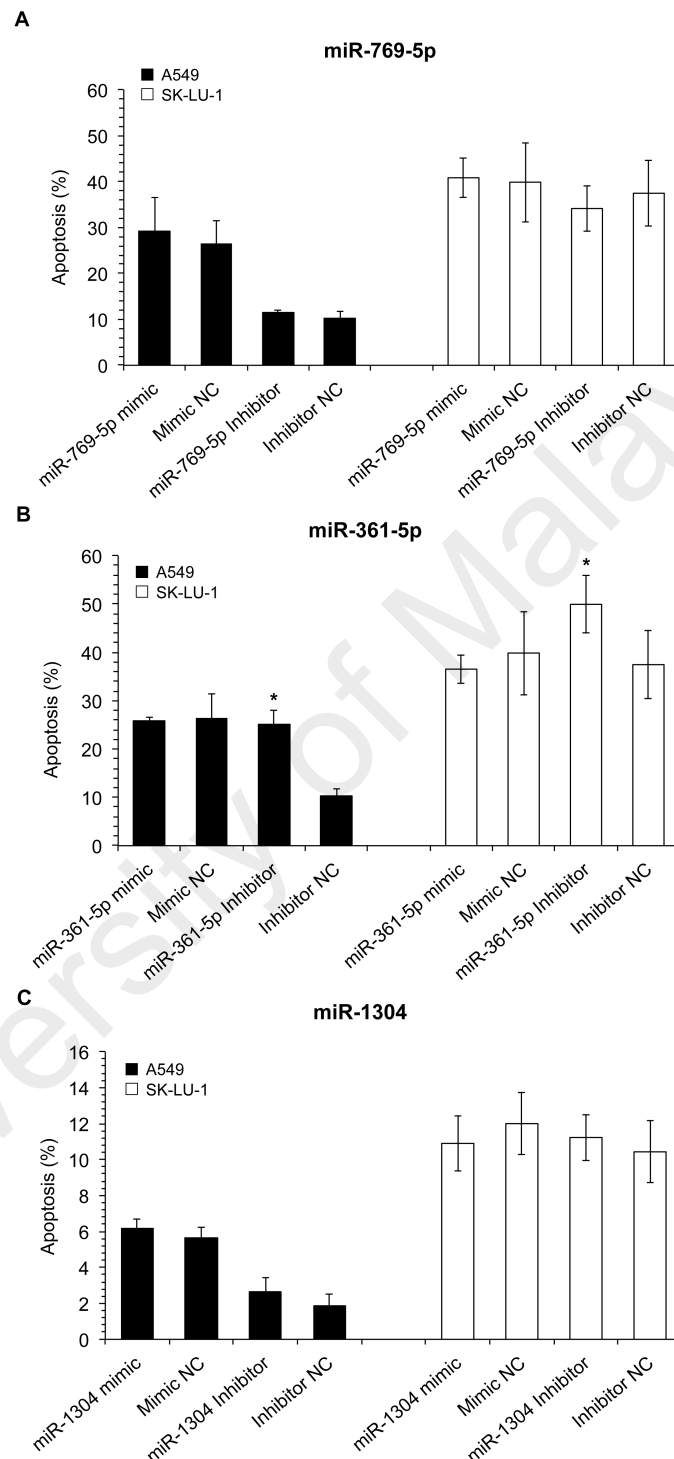 A
miR-769-5p
A549
SK-LU-1
60
50
40
30
20
10
0
Apoptosis (%)
miR-769-5p mimic
Mimic NC
miR-769-5p Inhibitor
Inhibitor NC
miR-769-5p mimic
Mimic NC
miR-769-5p Inhibitor
Inhibitor NC
B
miR-361-5p
A549
SK-LU-1
60
50
40
30
20
10
0
Apoptosis (%)
*
*
miR-361-5p mimic
Mimic NC
miR-361-5p Inhibitor
Inhibitor NC
miR-361-5p mimic
Mimic NC
miR-361-5p Inhibitor
Inhibitor NC
C
miR-1304
A549
SK-LU-1
16
14
12
10
8
6
4
2
0
Apoptosis (%)
miR-1304 mimic
Mimic NC
miR-1304 Inhibitor
Inhibitor NC
miR-1304 mimic
Mimic NC
miR-1304 Inhibitor
Inhibitor NC
versity of Malay